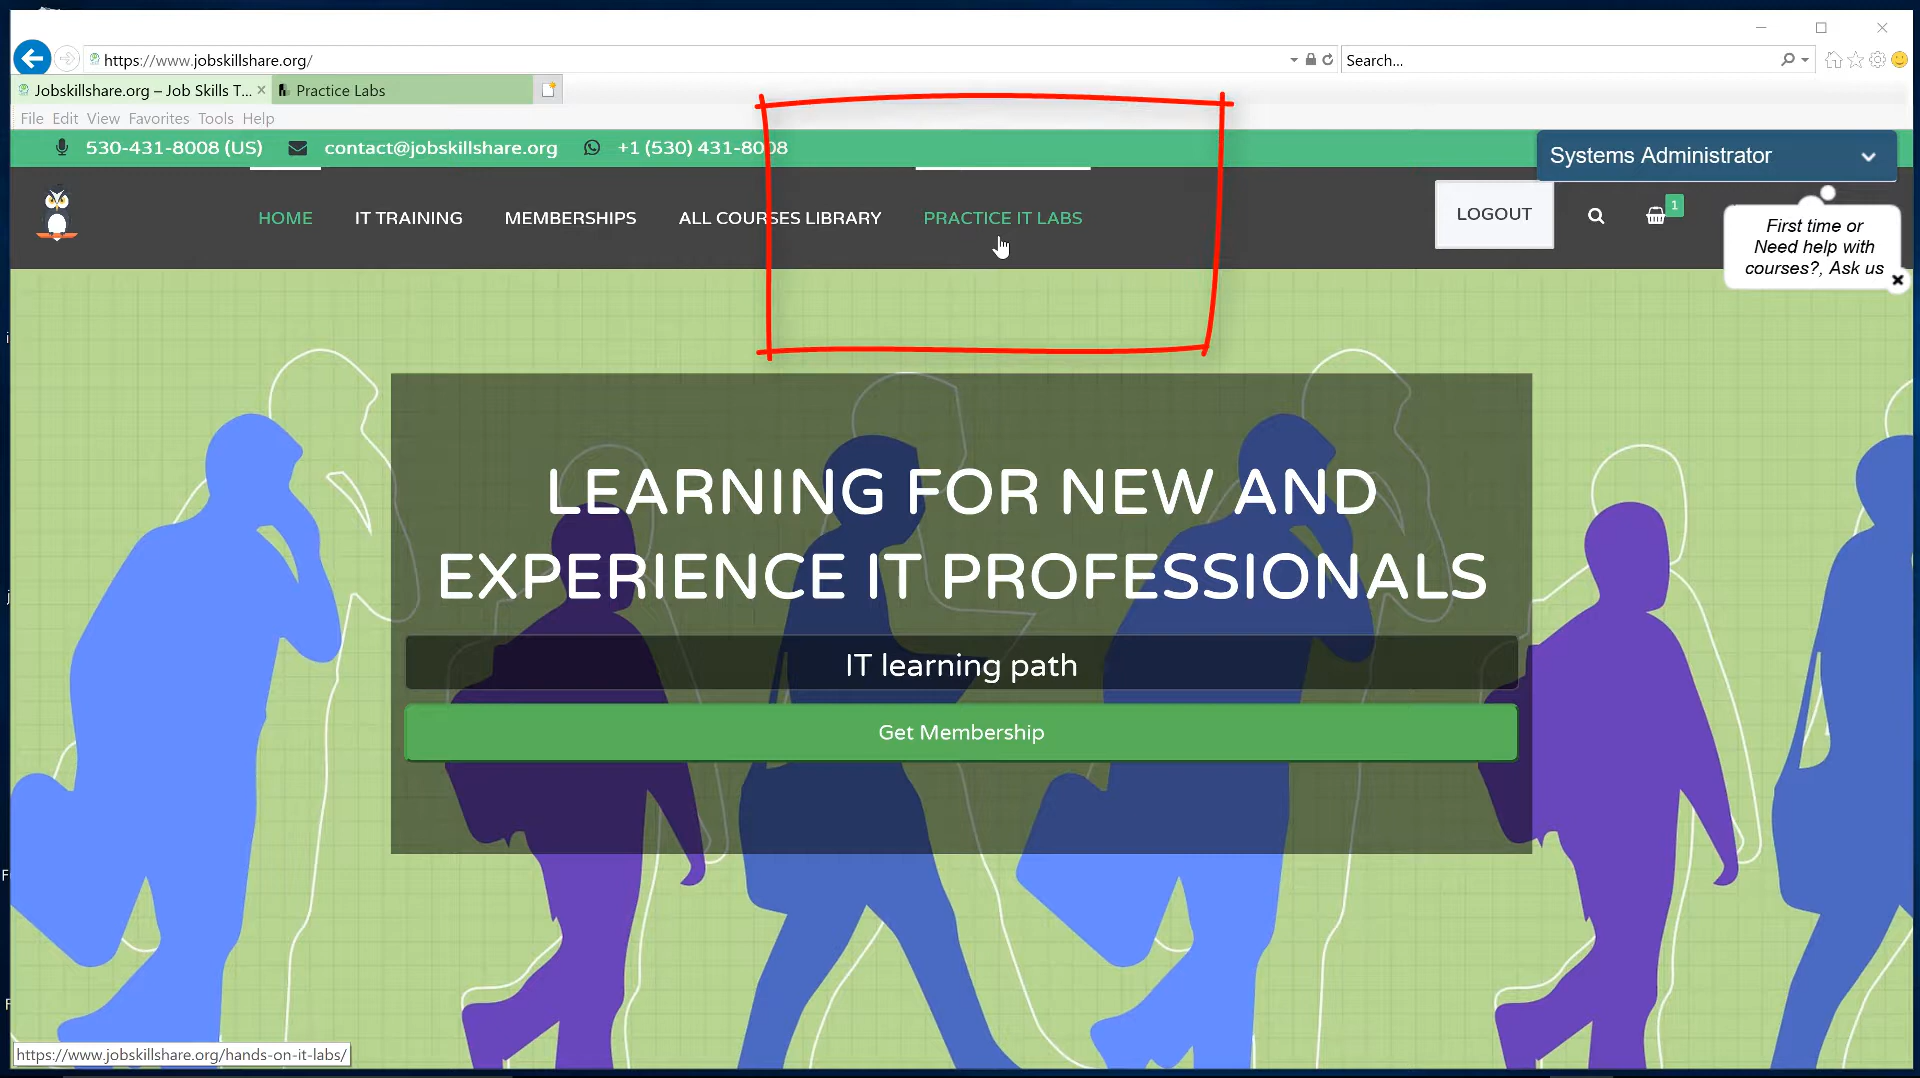 https://www.jobskillshare.org/
Search...
Jobskillshare.org – Job Skills T...
Practice Labs
File Edit View Favorites Tools Help
530-431-8008 (US)
contact@jobskillshare.org
+1 (530) 431-8008
Systems Administrator
HOME
IT TRAINING
MEMBERSHIPS
ALL COURSES LIBRARY
PRACTICE IT LABS
LOGOUT
1
First time or
Need help with
courses?, Ask us
LEARNING FOR NEW AND
EXPERIENCE IT PROFESSIONALS
IT learning path
Get Membership
https://www.jobskillshare.org/hands-on-it-labs/